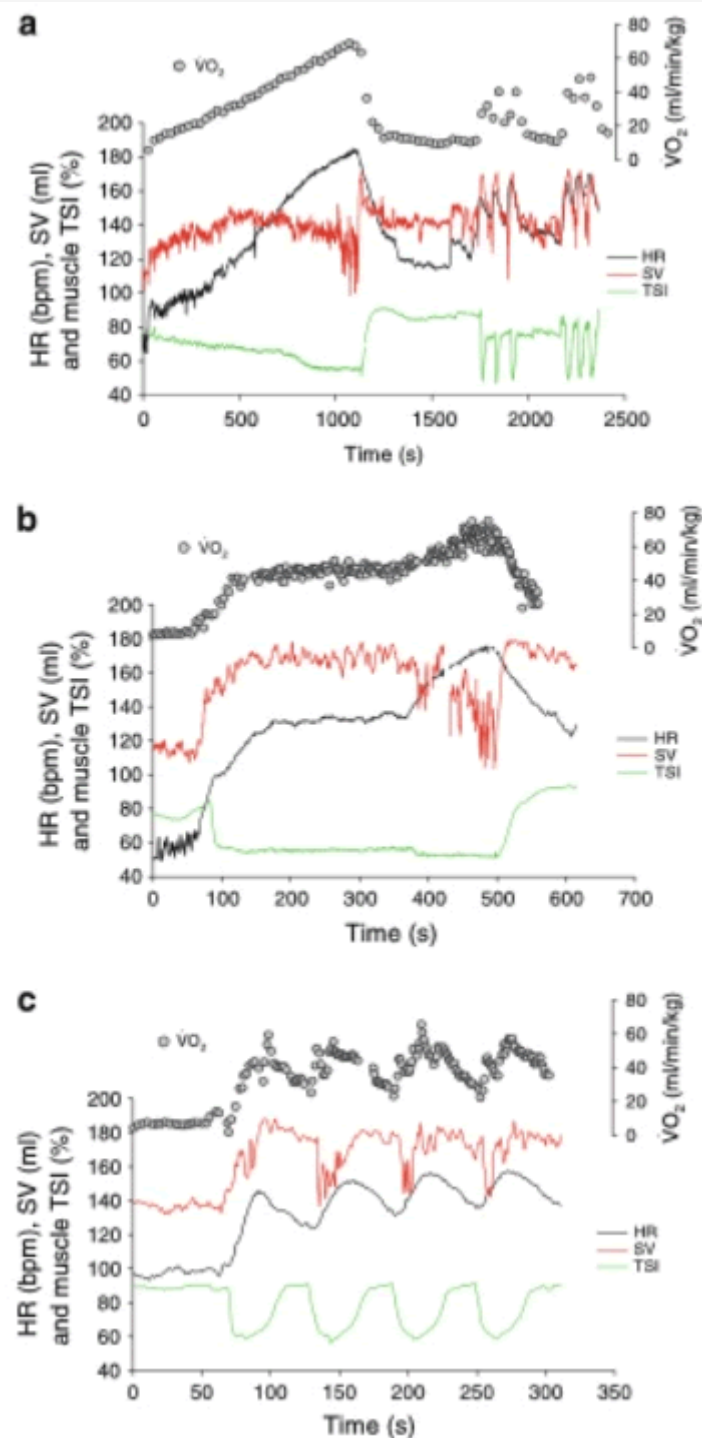 a
V̇O₂
80
60
40
20
0
V̇O₂ (ml/min/kg)
200
180
160
140
120
100
80
60
40
HR (bpm), SV (ml)
and muscle TSI (%)
HR
SV
TSI
0
500
1000
1500
2000
2500
Time (s)
b
V̇O₂
80
60
40
20
0
V̇O₂ (ml/min/kg)
200
180
160
140
120
100
80
60
40
HR (bpm), SV (ml)
and muscle TSI (%)
HR
SV
TSI
0
100
200
300
400
500
600
700
Time (s)
c
V̇O₂
80
60
40
20
0
V̇O₂ (ml/min/kg)
200
180
160
140
120
100
80
60
40
HR (bpm), SV (ml)
and muscle TSI (%)
HR
SV
TSI
0
50
100
150
200
250
300
350
Time (s)